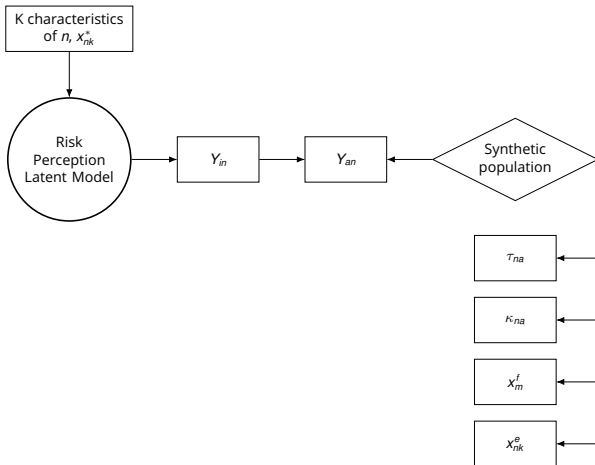 K characteristics
of n, x*nk
Risk
Perception
Latent Model
Yin
Yan
Synthetic
population
τna
κna
xfm
xenk